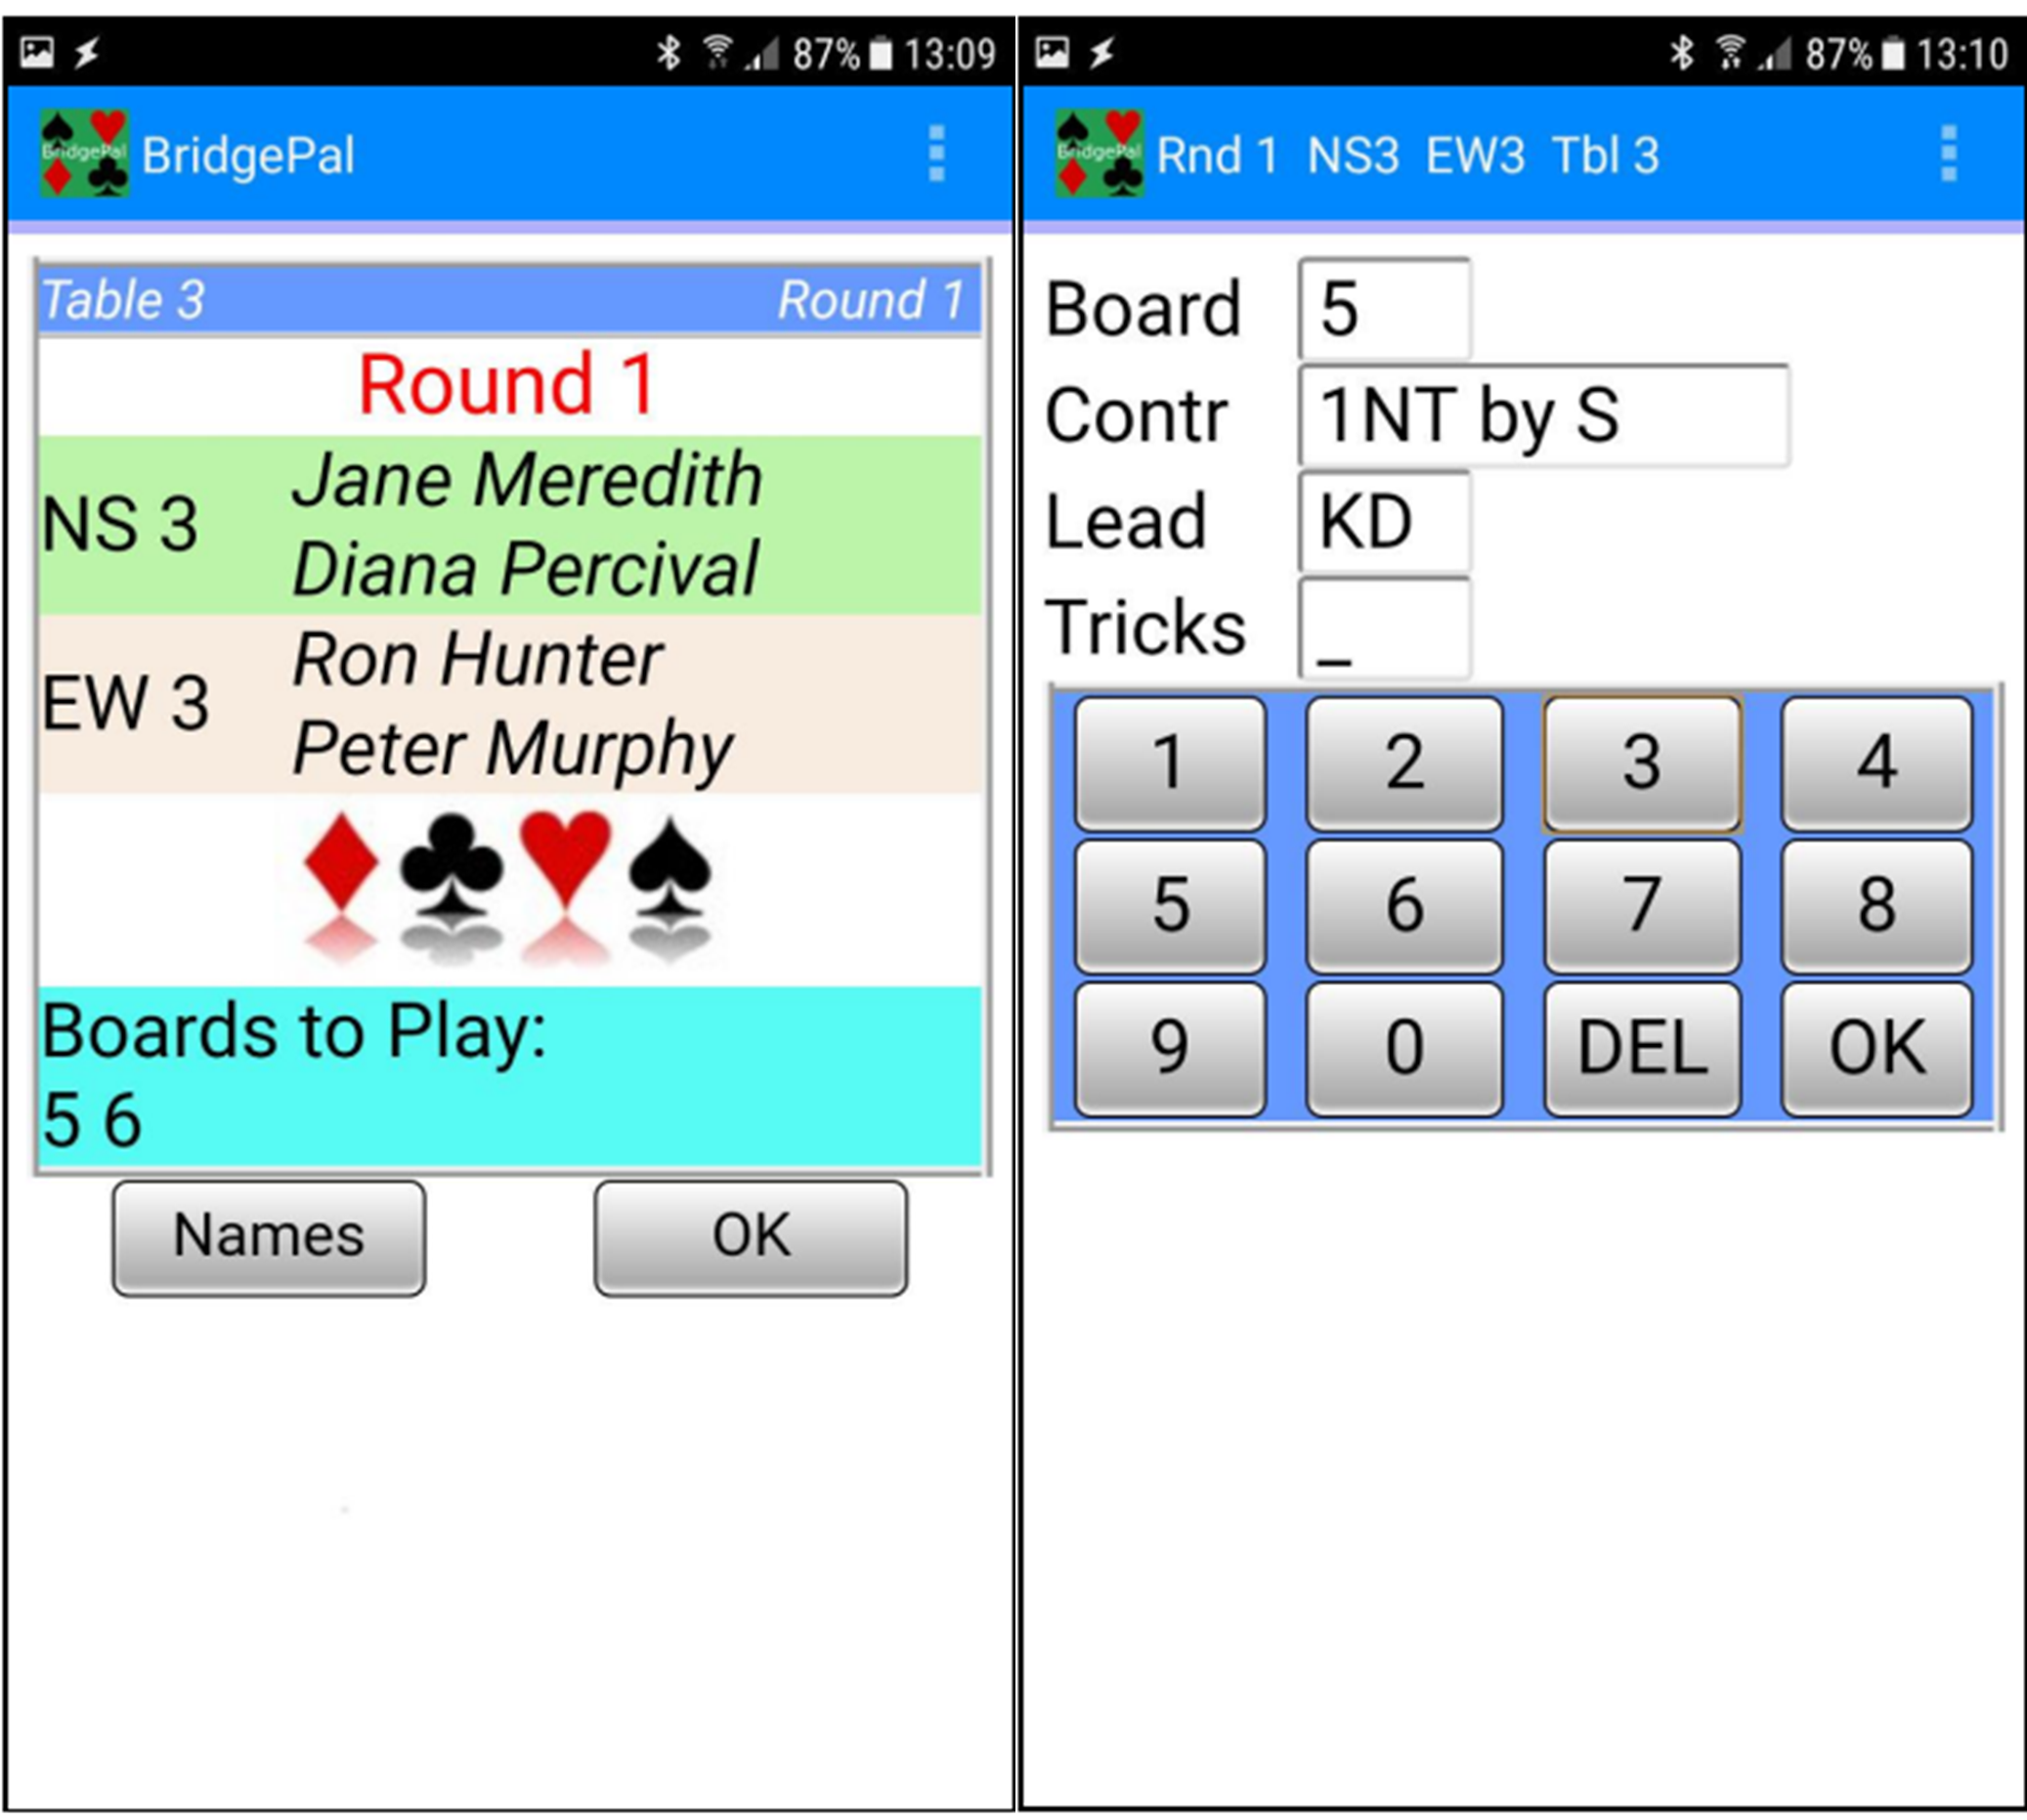 87% 13:09
BridgePal
BridgePal
Table 3 Round 1
Round 1
NS 3
Jane Meredith
Diana Percival
EW 3
Ron Hunter
Peter Murphy
Boards to Play:
5 6
Names OK
87% 13:10
BridgePal
Rnd 1 NS3 EW3 Tbl 3
Board 5
Contr 1NT by S
Lead KD
Tricks _
1 2 3 4
5 6 7 8
9 0 DEL OK